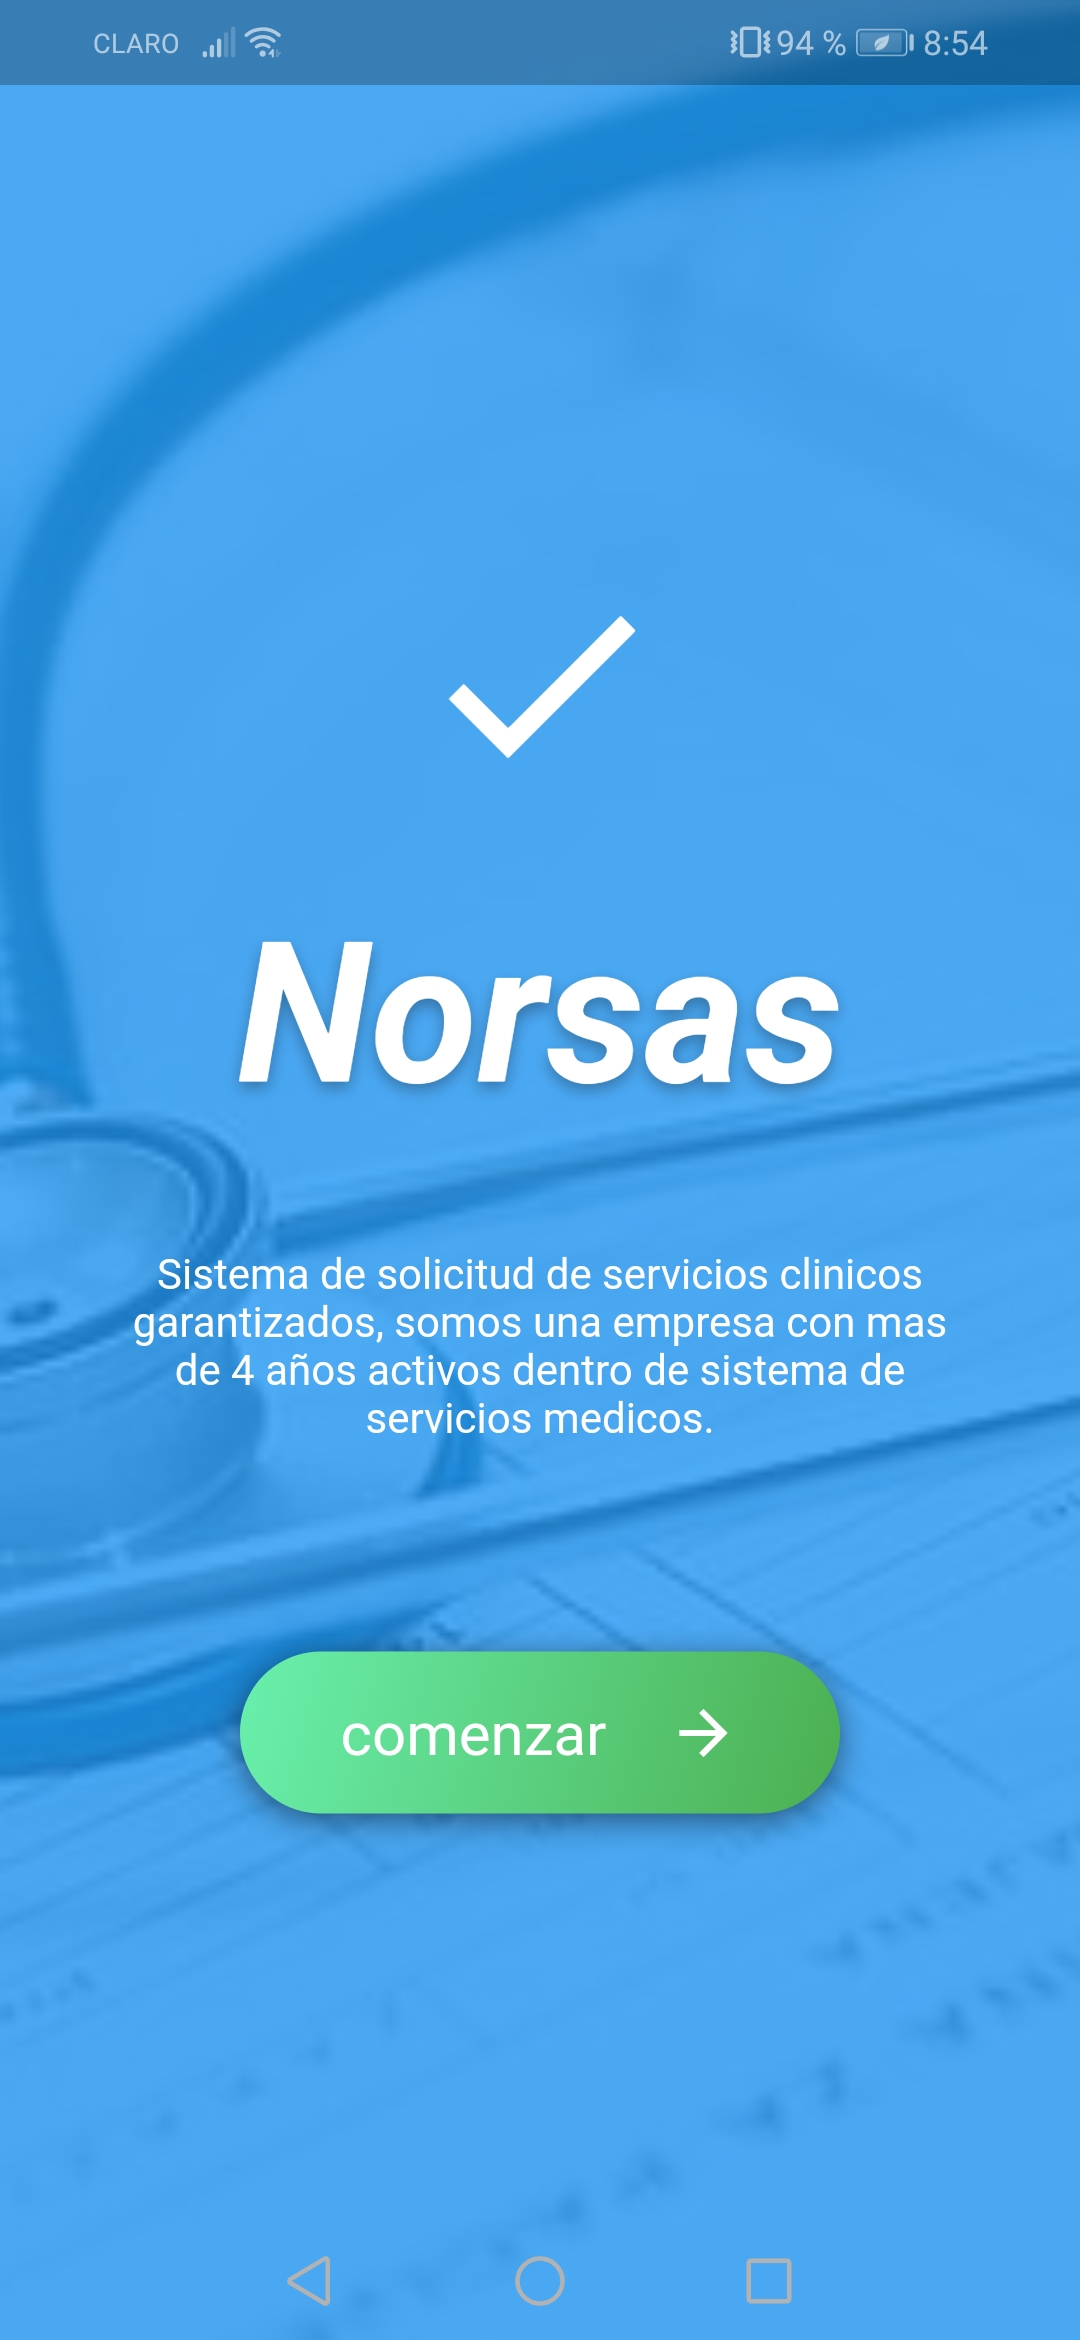 CLARO 94 % 8:54
Norsas
Sistema de solicitud de servicios clinicos
garantizados, somos una empresa con mas
de 4 años activos dentro de sistema de
servicios medicos.
comenzar